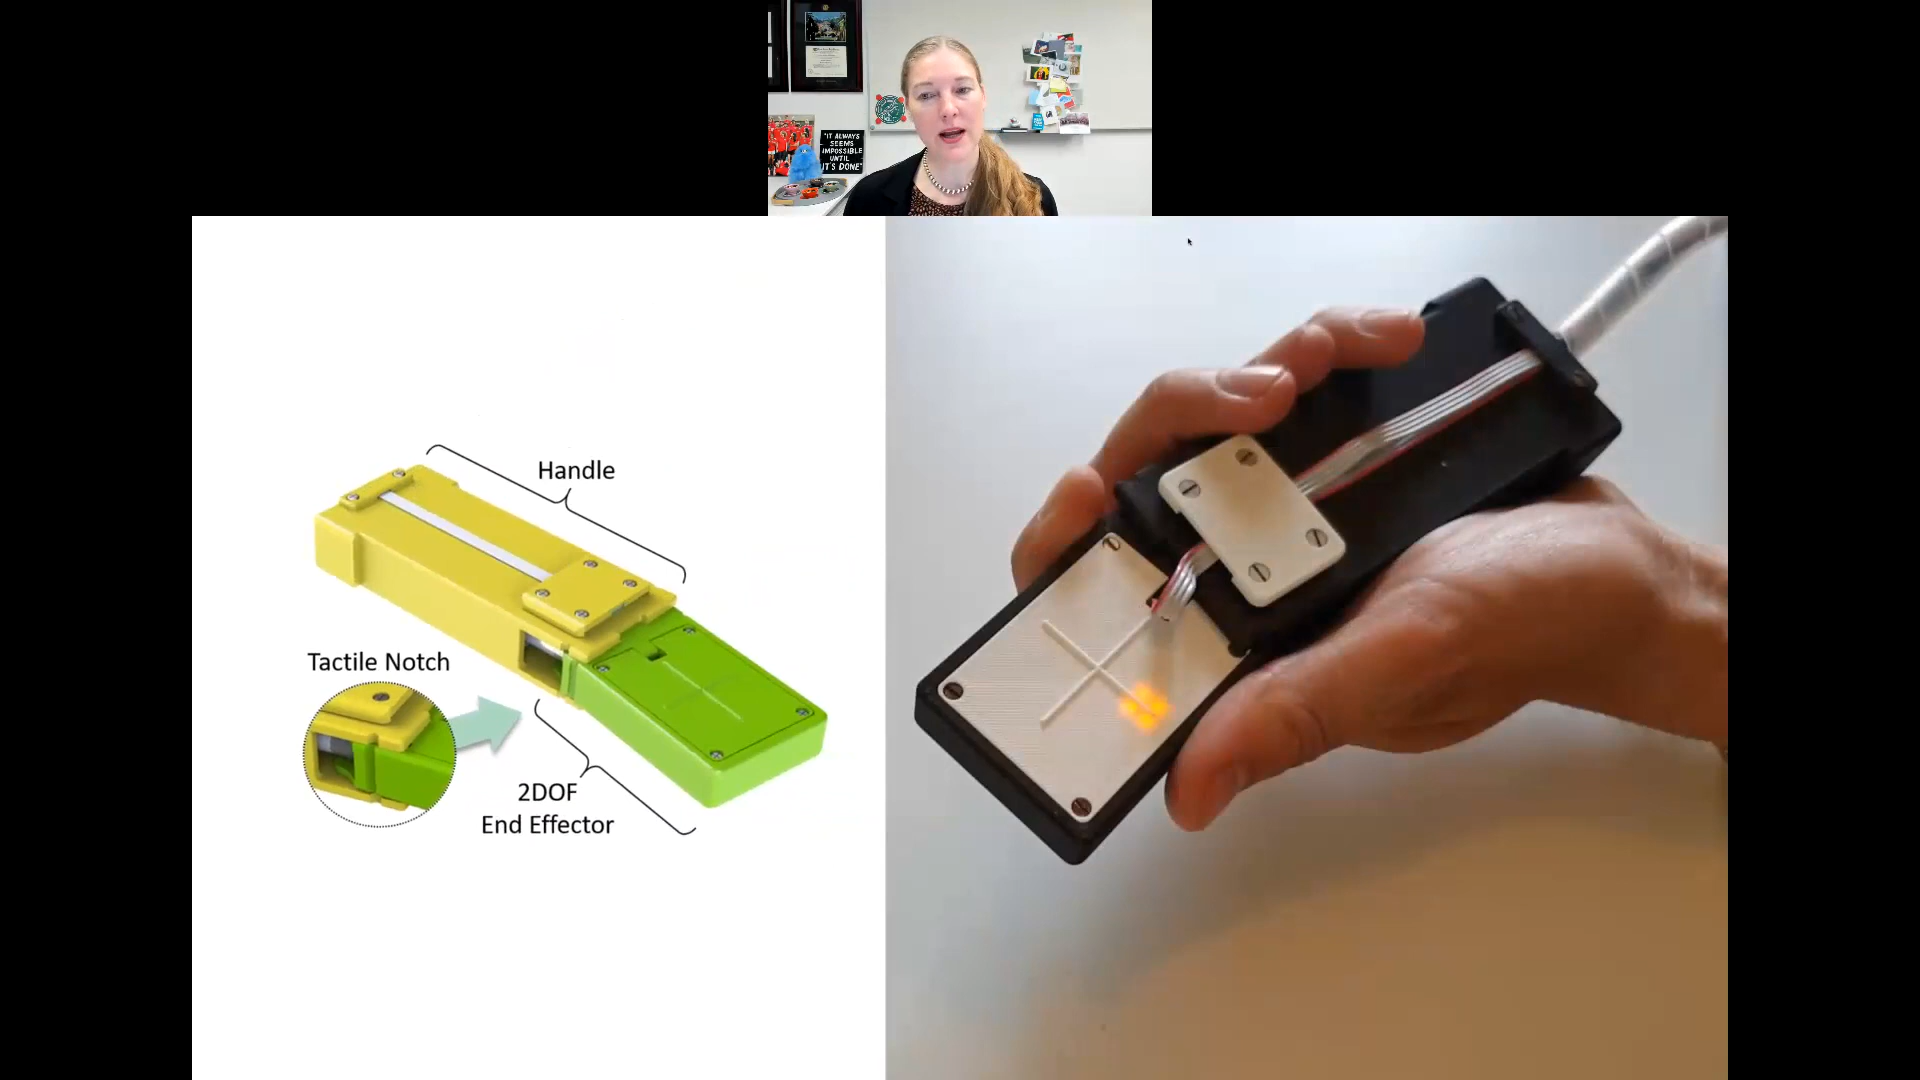 "IT ALWAYS
SEEMS
IMPOSSIBLE
UNTIL
IT'S DONE"
Handle
Tactile Notch
2DOF
End Effector